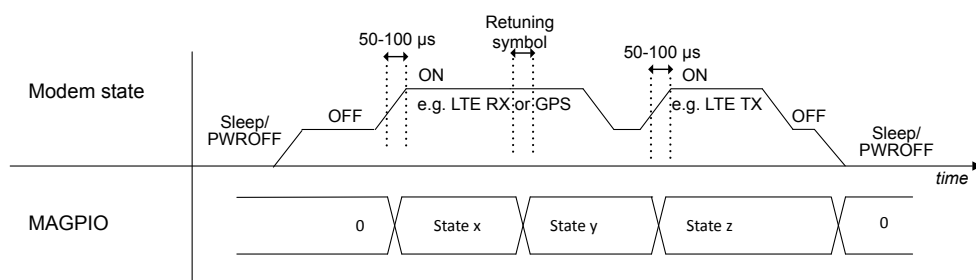 Retuning
symbol
50-100 µs
50-100 µs
ON
ON
Modem state
e.g. LTE RX or GPS
e.g. LTE TX
Sleep/
PWROFF
OFF
OFF
Sleep/
PWROFF
time
MAGPIO
0
State x
State y
State z
0